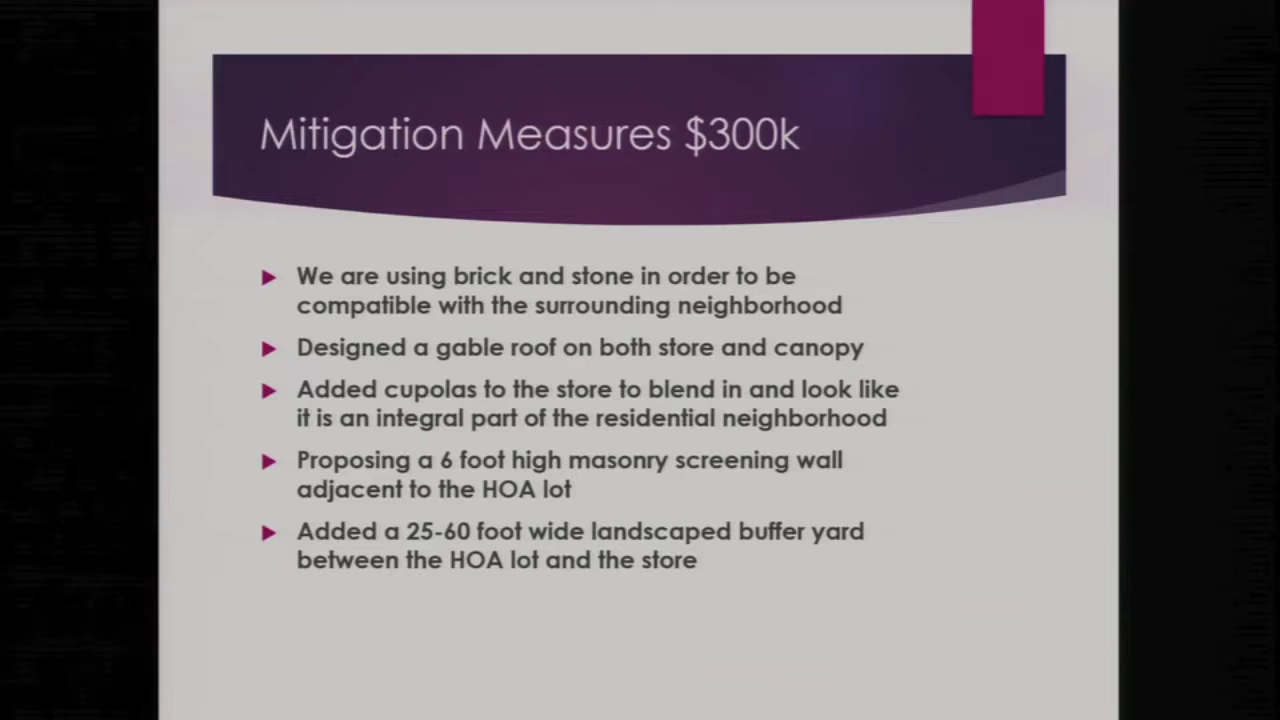 Mitigation Measures $300k
We are using brick and stone in order to be
compatible with the surrounding neighborhood
Designed a gable roof on both store and canopy
Added cupolas to the store to blend in and look like
it is an integral part of the residential neighborhood
Proposing a 6 foot high masonry screening wall
adjacent to the HOA lot
Added a 25-60 foot wide landscaped buffer yard
between the HOA lot and the store